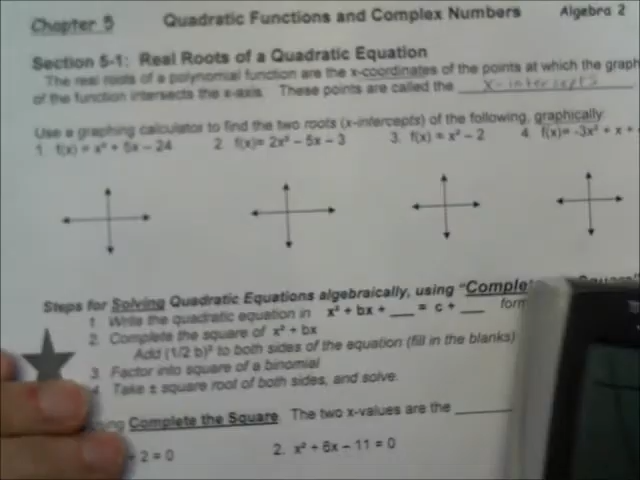 Chapter 5 Quadratic Functions and Complex Numbers Algebra 2
Section 5-1: Real Roots of a Quadratic Equation
The real roots of a polynomial function are the x-coordinates of the points at which the graph
of the function intersects the x-axis. These points are called the x-intercepts
Use a graphing calculator to find the two roots (x-intercepts) of the following, graphically
1. f(x) = x² + 5x – 24 2. f(x)= 2x² – 5x – 3 3. f(x) = x² – 2 4. f(x)= -3x² + x +
Steps for Solving Quadratic Equations algebraically, using "Complete
1 Write the quadratic equation in x² + bx + ___ = c + ___ form
2. Complete the square of x² + bx
Add (1/2 b)² to both sides of the equation (fill in the blanks)
3 Factor into square of a binomial
4 Take ± square root of both sides, and solve.
Complete the Square. The two x-values are the ______
+ 2 = 0 2. x² + 6x – 11 = 0